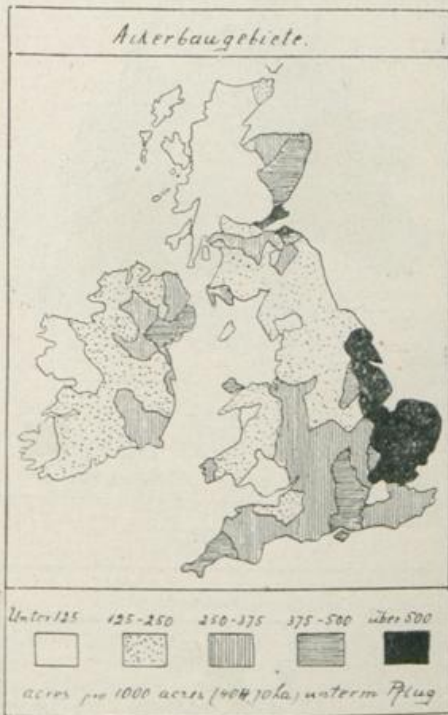 Ackerbaugebiete.
Unter 125 125-250 250-375 375-500 über 500
acres per 1000 acres (404,70 ha) unterm Pflug.